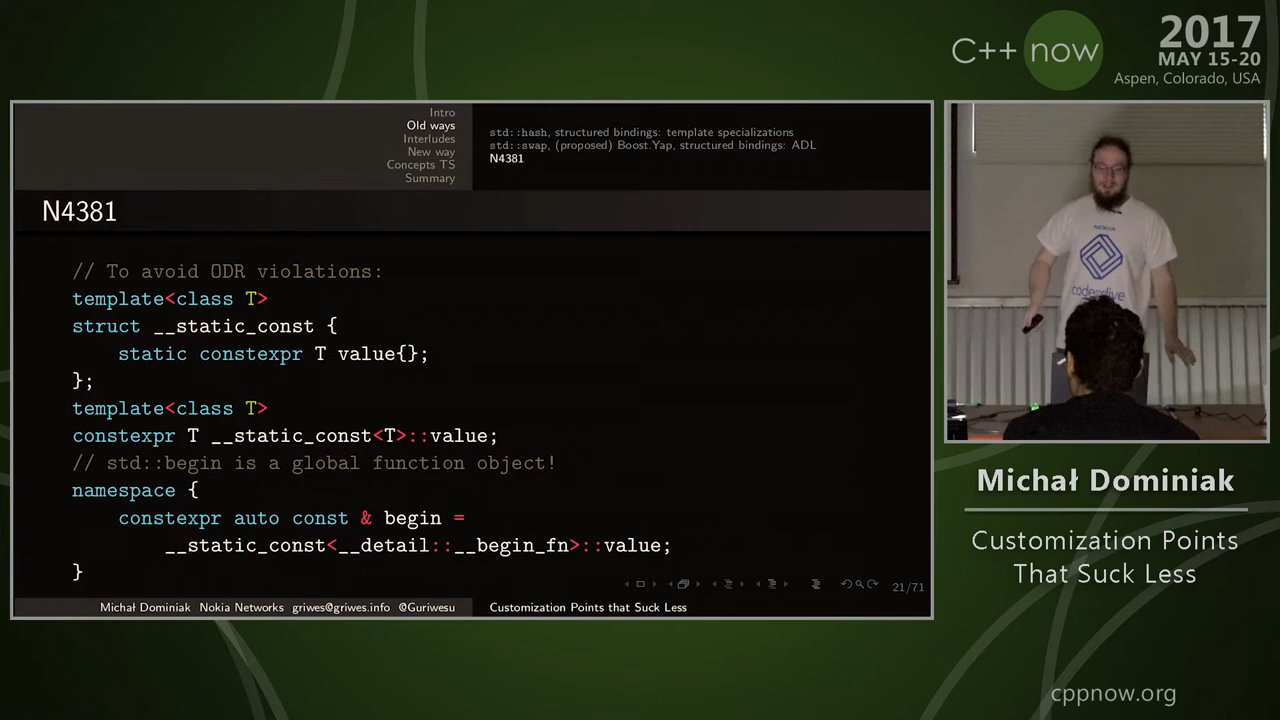 C++ now
2017
MAY 15-20
Aspen, Colorado, USA
Intro
Old ways
Interludes
New way
Concepts TS
Summary
std::hash, structured bindings: template specializations
std::swap, (proposed) Boost.Yap, structured bindings: ADL
N4381
N4381
// To avoid ODR violations:
template<class T>
struct __static_const {
    static constexpr T value{};
};
template<class T>
constexpr T __static_const<T>::value;
// std::begin is a global function object!
namespace {
    constexpr auto const & begin =
        __static_const<__detail::__begin_fn>::value;
}
21/71
Michał Dominiak Nokia Networks griwes@griwes.info @Guriwesu
Customization Points that Suck Less
NOKIA
codedive
Michał Dominiak
Customization Points
That Suck Less
cppnow.org